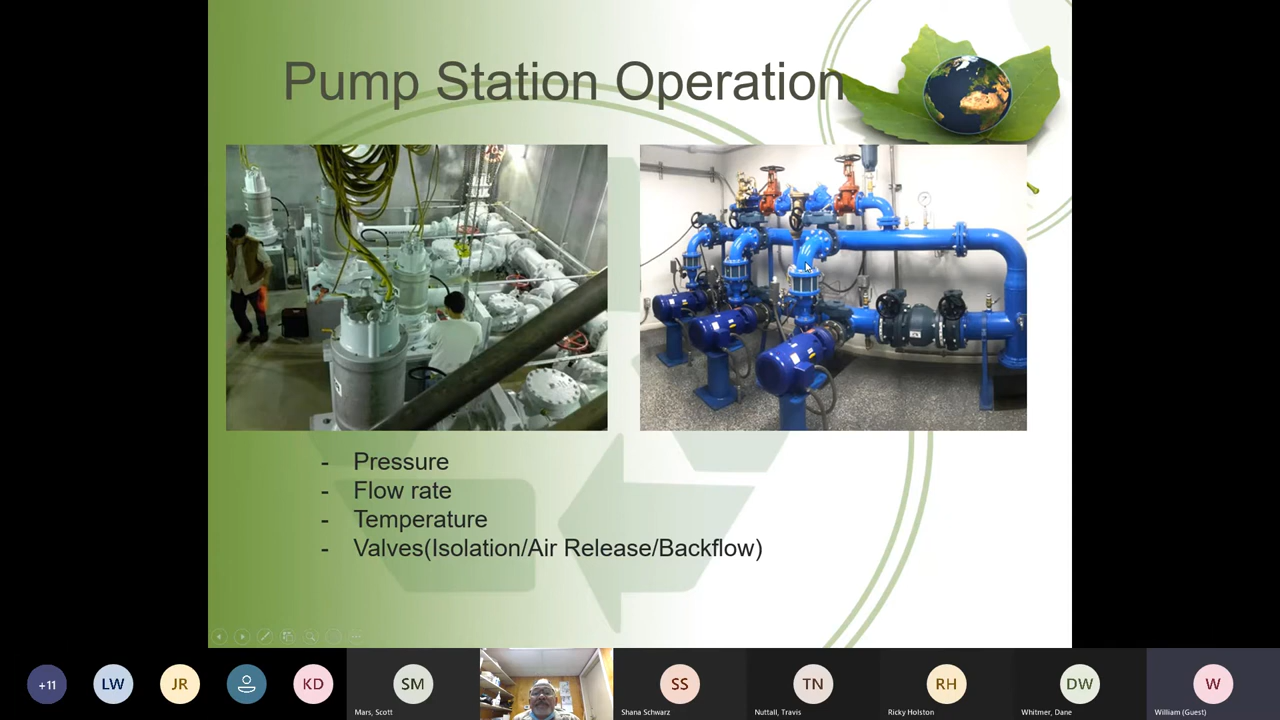 Pump Station Operation
- Pressure
- Flow rate
- Temperature
- Valves(Isolation/Air Release/Backflow)
+11
LW
JR
KD
SM
Mars, Scott
SS
Shana Schwarz
TN
Nuttall, Travis
RH
Ricky Holston
DW
Whitmer, Dane
W
William (Guest)